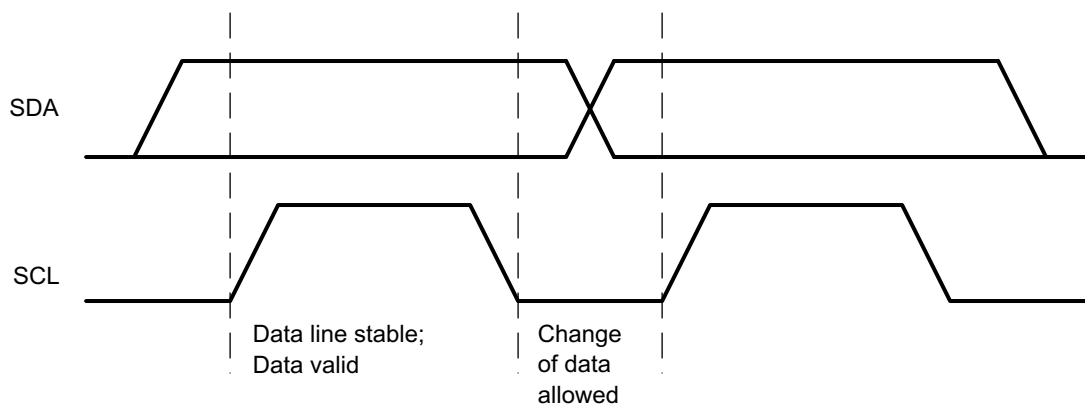 SDA
SCL
Data line stable;
Data valid
Change
of data
allowed